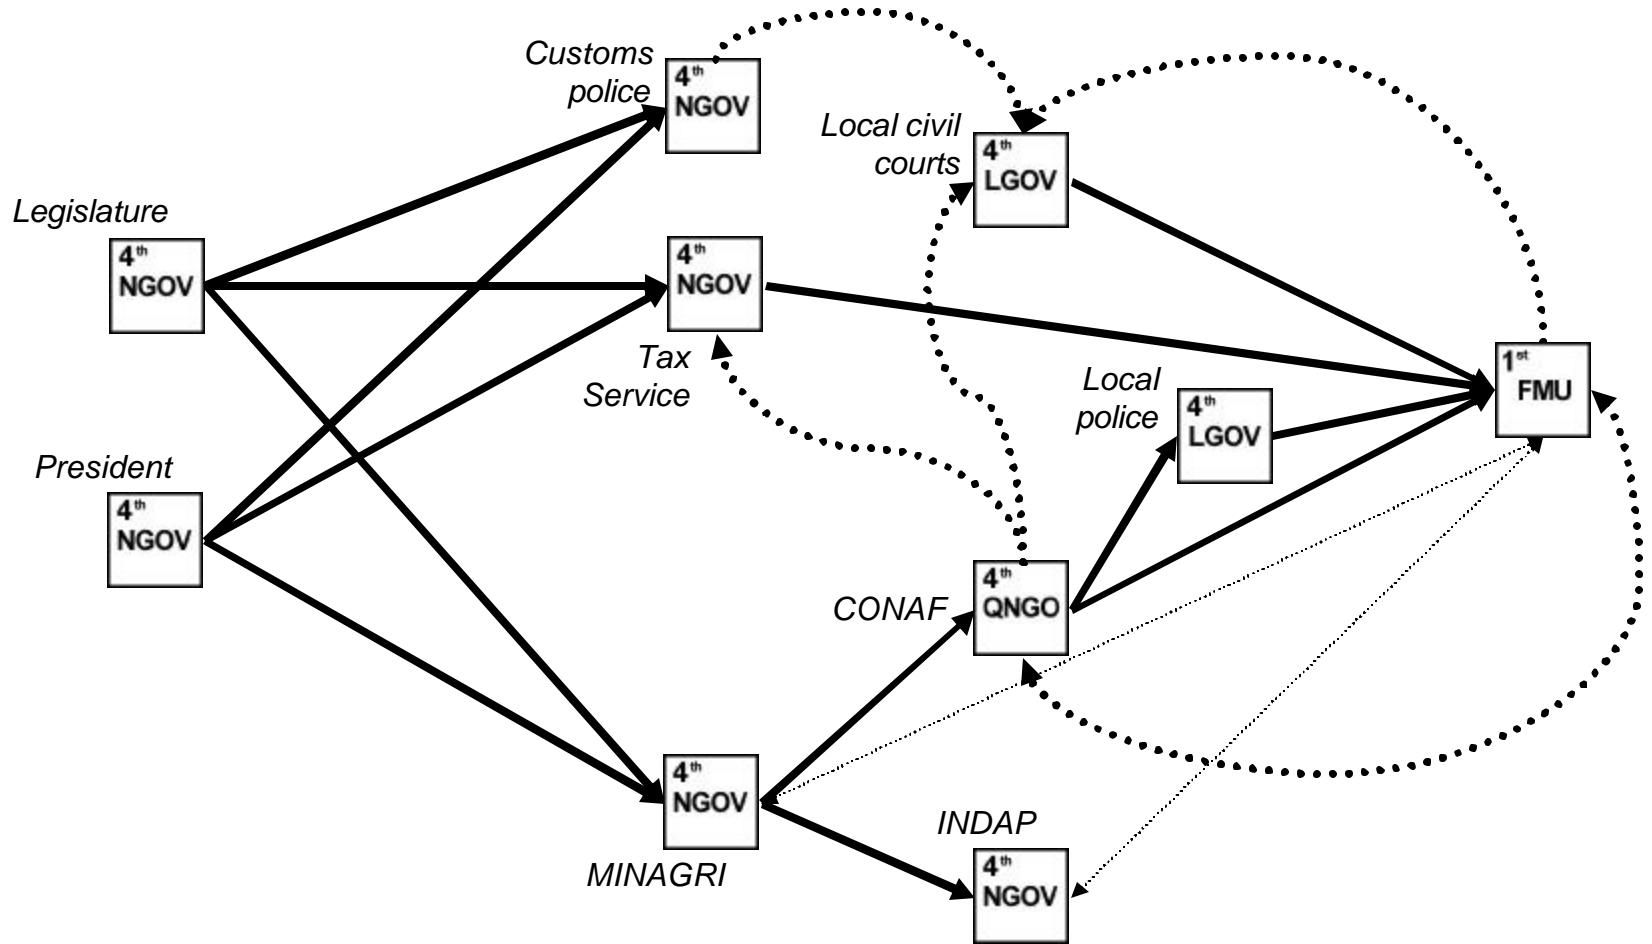 Customs
police
4th
NGOV
Local civil
courts
4th
LGOV
Legislature
4th
NGOV
4th
NGOV
Tax
Service
1st
FMU
Local
police
4th
LGOV
President
4th
NGOV
CONAF
4th
QNGO
4th
NGOV
MINAGRI
INDAP
4th
NGOV